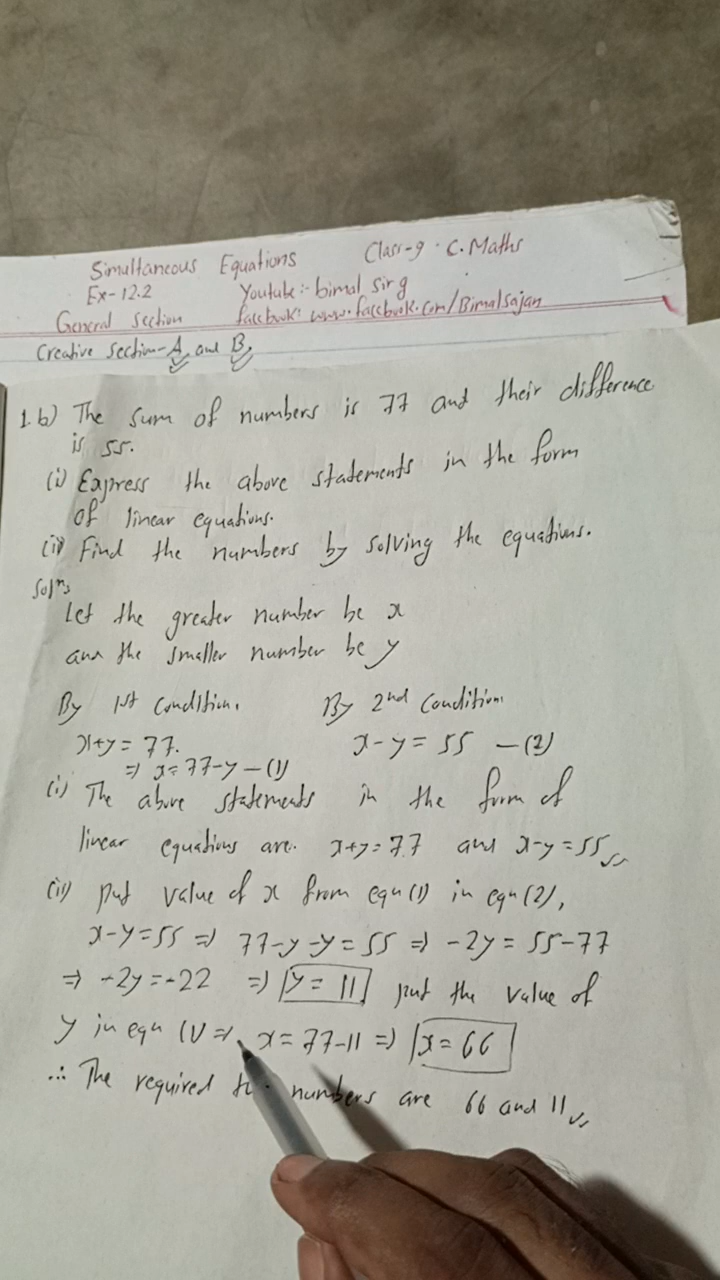 Simultaneous Equations Class-9 C. Maths
Ex-12.2 Youtube:- bimal sir g
General Section facebook: www.facebook.com/Bimalsajan
Creative Section-A and B
1.b) The sum of numbers is 77 and their difference
is 55.
(i) Express the above statements in the form
of linear equations.
(ii) Find the numbers by solving the equations.
Solⁿ
Let the greater number be x
and the smaller number be y
By 1st condition. By 2nd condition
x+y=77. x-y=55 —(2)
⇒ x=77-y —(1)
(i) The above statements in the form of
linear equations are. x+y=77 and x-y=55
(ii) put value of x from eqn(1) in eqn(2),
x-y=55 ⇒ 77-y-y=55 ⇒ -2y=55-77
⇒ -2y=-22 ⇒ y=11 put the value of
y in eqn (1) ⇒ x=77-11 ⇒ x=66
∴ The required numbers are 66 and 11